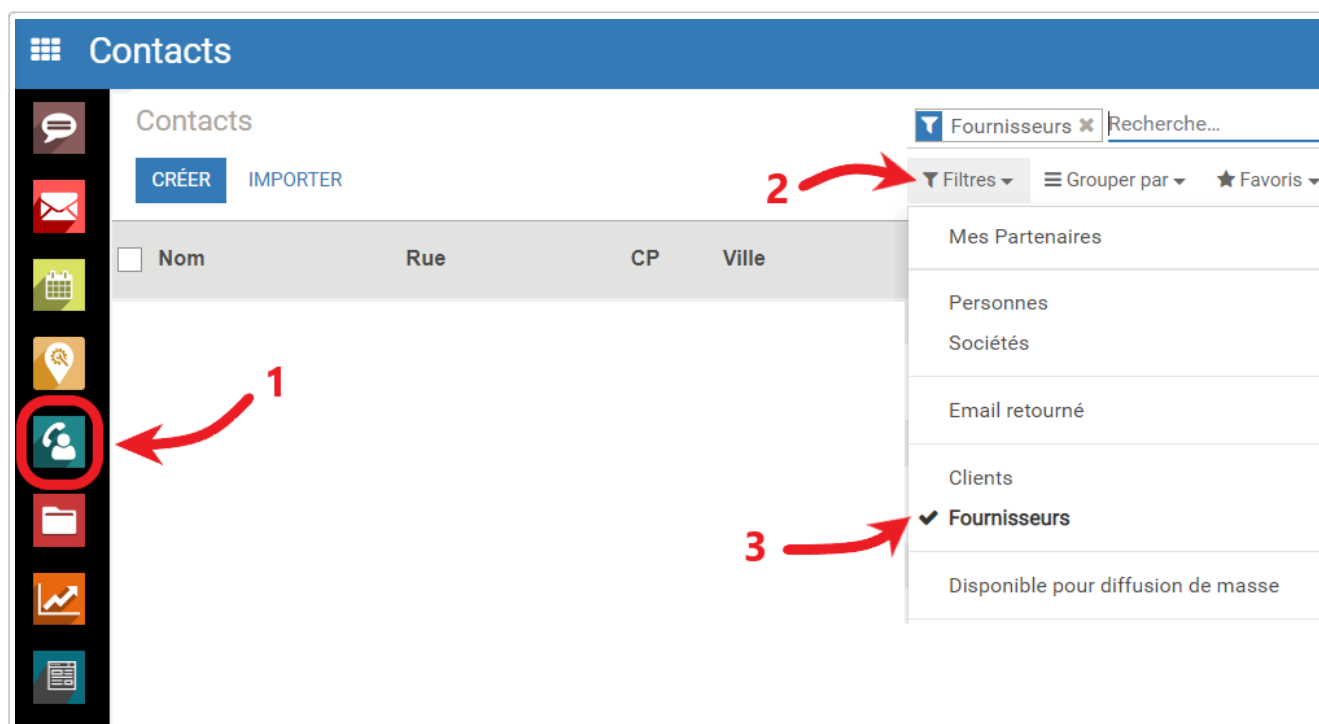 Contacts
Contacts
Fournisseurs ✖ Recherche...
CRÉER IMPORTER
2
Filtres Grouper par Favoris
Nom Rue CP Ville
Mes Partenaires
Personnes
Sociétés
1
Email retourné
Clients
Fournisseurs
3
Disponible pour diffusion de masse